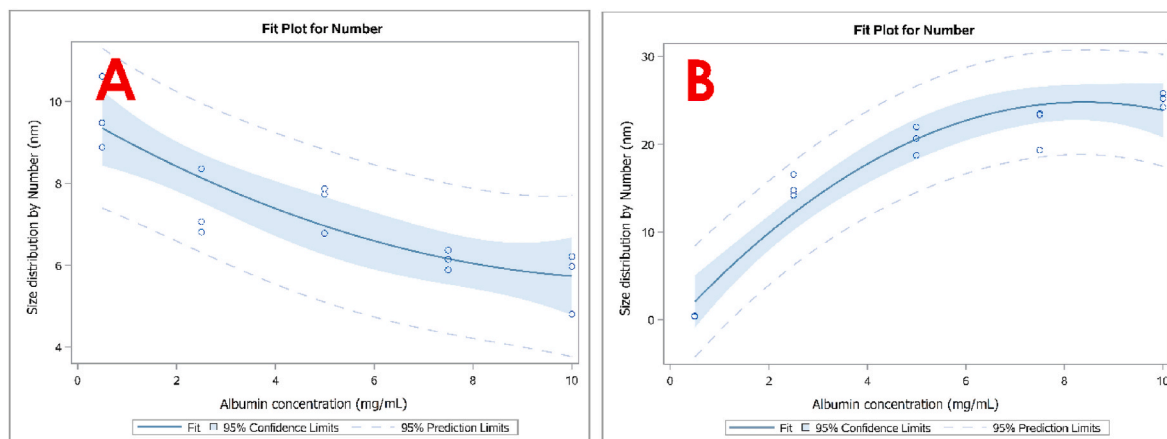 Fit Plot for Number
A
Size distribution by Number (nm)
10
8
6
4
0 2 4 6 8 10
Albumin concentration (mg/mL)
Fit 95% Confidence Limits 95% Prediction Limits
Fit Plot for Number
B
Size distribution by Number (nm)
30
20
10
0
0 2 4 6 8 10
Albumin concentration (mg/mL)
Fit 95% Confidence Limits 95% Prediction Limits